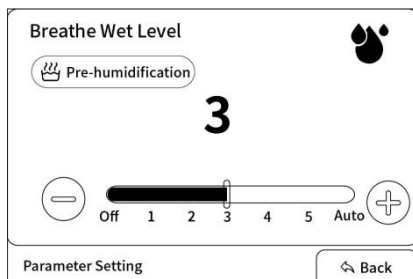 Breathe Wet Level
Pre-humidification
3
Off 1 2 3 4 5 Auto
Parameter Setting
Back